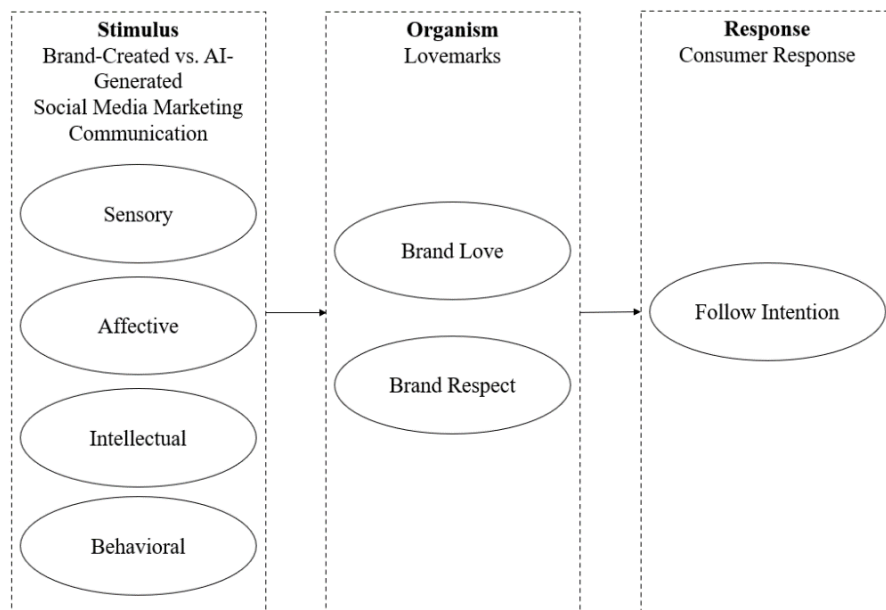 Stimulus
Brand-Created vs. AI-
Generated
Social Media Marketing
Communication
Sensory
Affective
Intellectual
Behavioral
Organism
Lovemarks
Brand Love
Brand Respect
Response
Consumer Response
Follow Intention